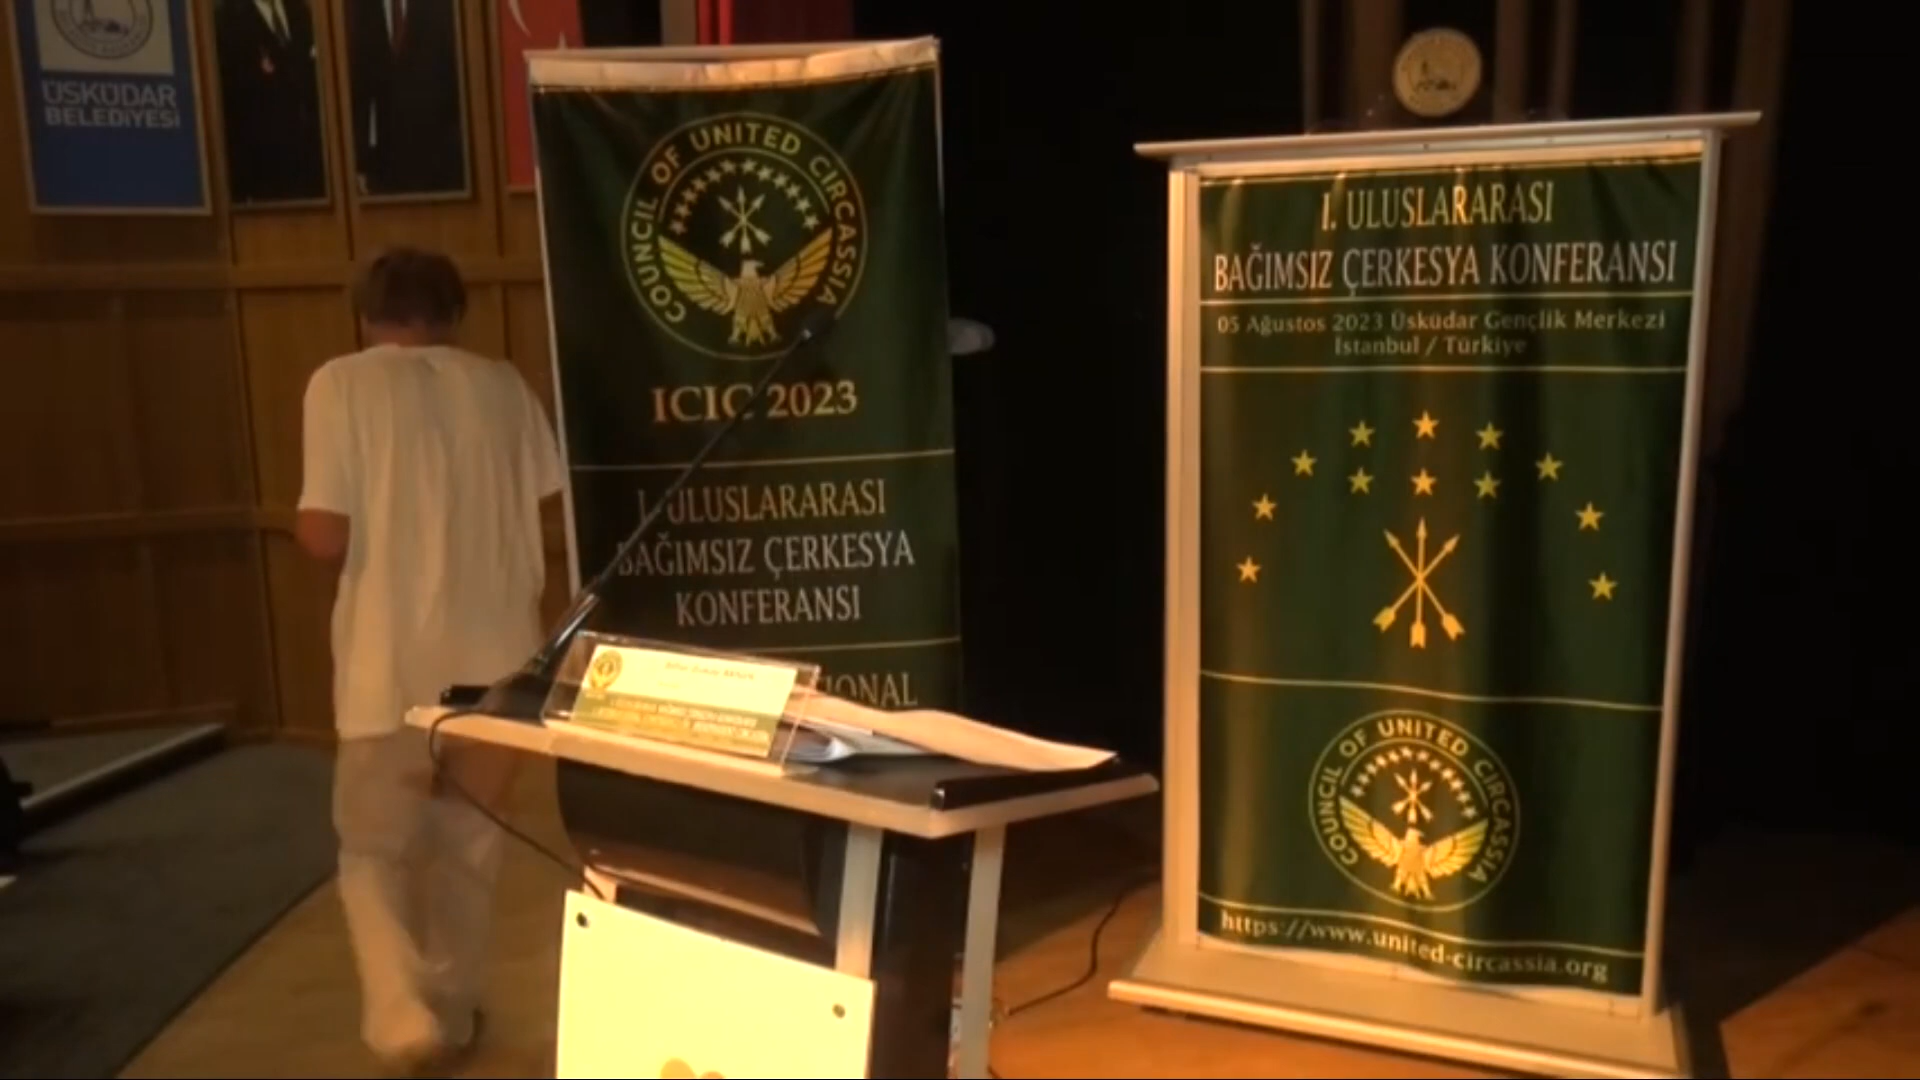 ÜSKÜDAR
BELEDİYESİ
COUNCIL OF UNITED CIRCASSIA
ICIC 2023
I. ULUSLARARASI
BAĞIMSIZ ÇERKESYA
KONFERANSI
I. ULUSLARARASI
BAĞIMSIZ ÇERKESYA KONFERANSI
05 Ağustos 2023 Üsküdar Gençlik Merkezi
İstanbul / Türkiye
COUNCIL OF UNITED CIRCASSIA
https://www.united-circassia.org